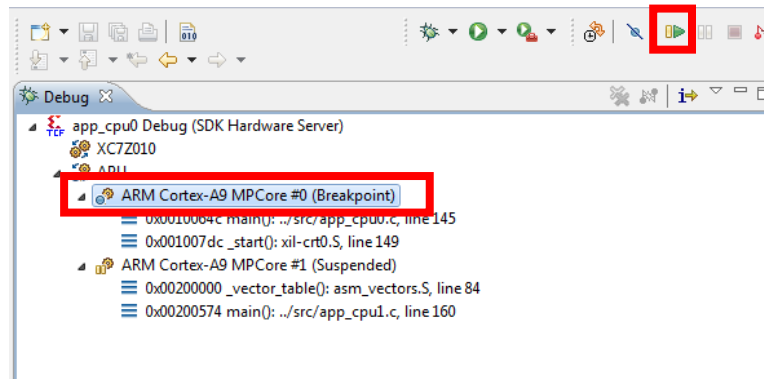 010
Debug
app_cpu0 Debug (SDK Hardware Server)
TCF
XC7Z010
APU
ARM Cortex-A9 MPCore #0 (Breakpoint)
0x0010064c main(): ../src/app_cpu0.c, line 145
0x001007dc _start(): xil-crt0.S, line 149
ARM Cortex-A9 MPCore #1 (Suspended)
0x00200000 _vector_table(): asm_vectors.S, line 84
0x00200574 main(): ../src/app_cpu1.c, line 160